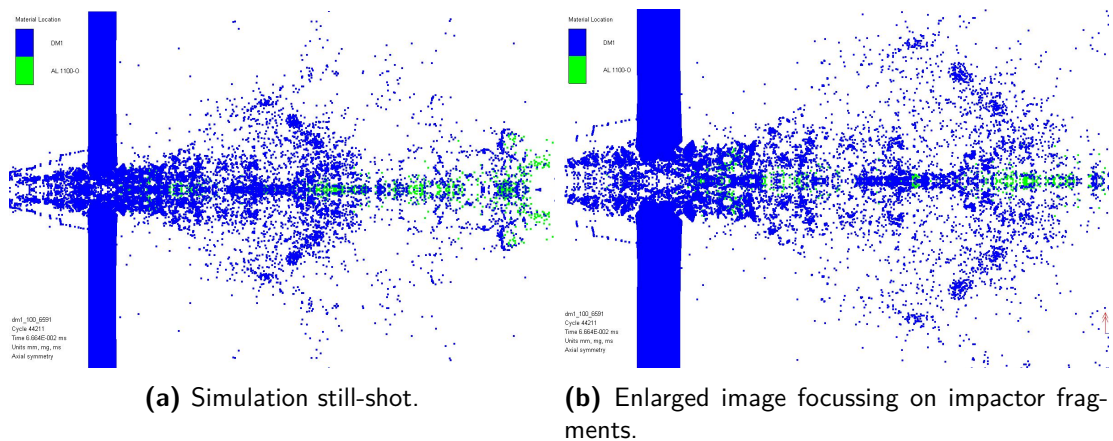 Material Location
DM1
AL 1100-O
dm1_100_6591
Cycle 44211
Time 6.664E-002 ms
Units mm, mg, ms
Axial symmetry
(a) Simulation still-shot.
Material Location
DM1
AL 1100-O
dm1_100_6591
Cycle 44211
Time 6.664E-002 ms
Units mm, mg, ms
Axial symmetry
(b) Enlarged image focussing on impactor frag-
ments.